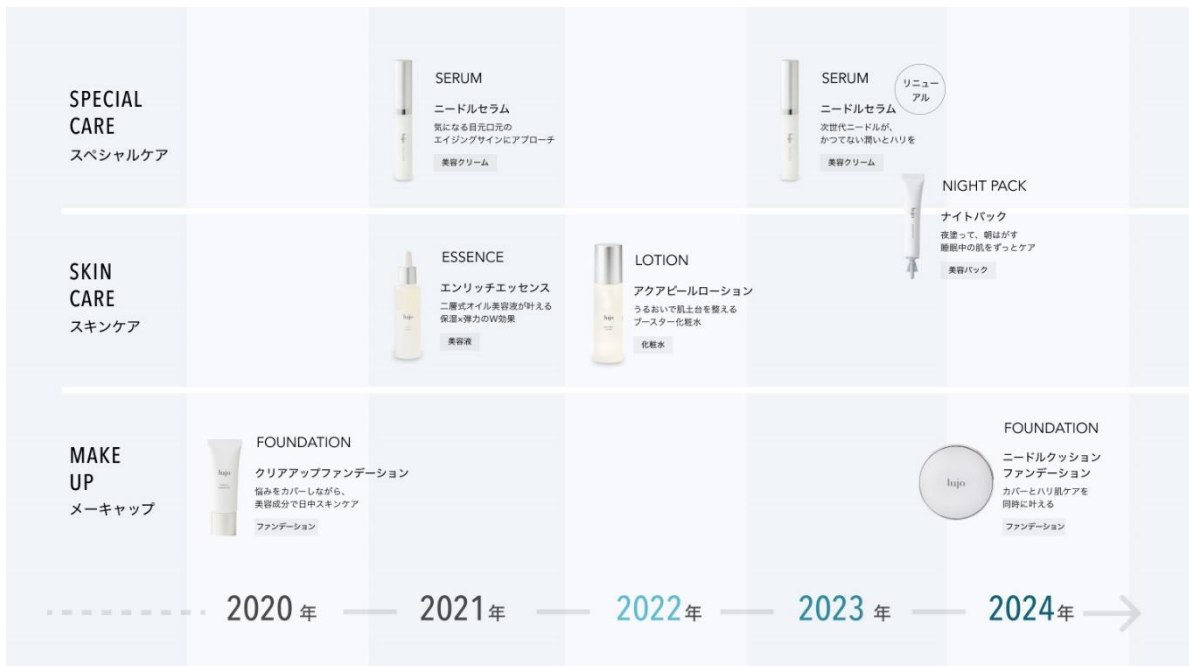 SPECIAL
CARE
スペシャルケア
SERUM
ニードルセラム
気になる目元口元の
エイジングサインにアプローチ
美容クリーム
SERUM
リニュー
アル
ニードルセラム
次世代ニードルが、
かつてない潤いとハリを
美容クリーム
NIGHT PACK
ナイトパック
夜塗って、朝はがす
睡眠中の肌をずっとケア
美容パック
SKIN
CARE
スキンケア
ESSENCE
エンリッチエッセンス
二層式オイル美容液が叶える
保湿×弾力のW効果
美容液
lujo
LOTION
アクアピールローション
うるおいで肌土台を整える
ブースター化粧水
化粧水
lujo
MAKE
UP
メーキャップ
lujo
FOUNDATION
クリアアップファンデーション
悩みをカバーしながら、
美容成分で日中スキンケア
ファンデーション
lujo
FOUNDATION
ニードルクッション
ファンデーション
カバーとハリ肌ケアを
同時に叶える
ファンデーション
2020年
2021年
2022年
2023年
2024年